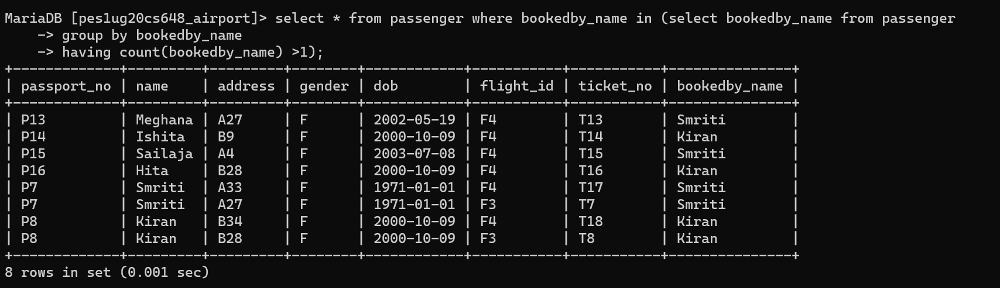 MariaDB [pes1ug20cs648_airport]> select * from passenger where bookedby_name in (select bookedby_name from passenger
    -> group by bookedby_name
    -> having count(bookedby_name) >1);
+-------------+---------+---------+--------+------------+-----------+-----------+---------------+
| passport_no | name    | address | gender | dob        | flight_id | ticket_no | bookedby_name |
+-------------+---------+---------+--------+------------+-----------+-----------+---------------+
| P13         | Meghana | A27     | F      | 2002-05-19 | F4        | T13       | Smriti        |
| P14         | Ishita  | B9      | F      | 2000-10-09 | F4        | T14       | Kiran         |
| P15         | Sailaja | A4      | F      | 2003-07-08 | F4        | T15       | Smriti        |
| P16         | Hita    | B28     | F      | 2000-10-09 | F4        | T16       | Kiran         |
| P7          | Smriti  | A33     | F      | 1971-01-01 | F4        | T17       | Smriti        |
| P7          | Smriti  | A27     | F      | 1971-01-01 | F3        | T7        | Smriti        |
| P8          | Kiran   | B34     | F      | 2000-10-09 | F4        | T18       | Kiran         |
| P8          | Kiran   | B28     | F      | 2000-10-09 | F3        | T8        | Kiran         |
+-------------+---------+---------+--------+------------+-----------+-----------+---------------+
8 rows in set (0.001 sec)